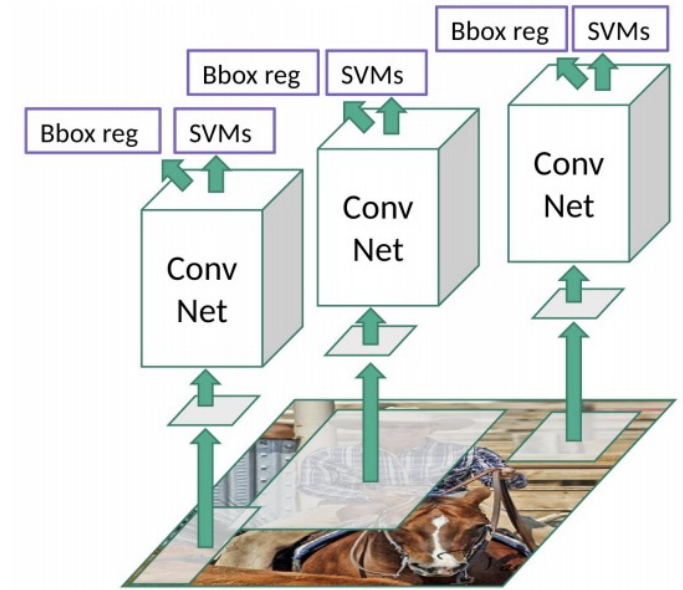 Bbox reg
SVMs
Bbox reg
SVMs
Bbox reg
SVMs
Conv
Net
Conv
Net
Conv
Net